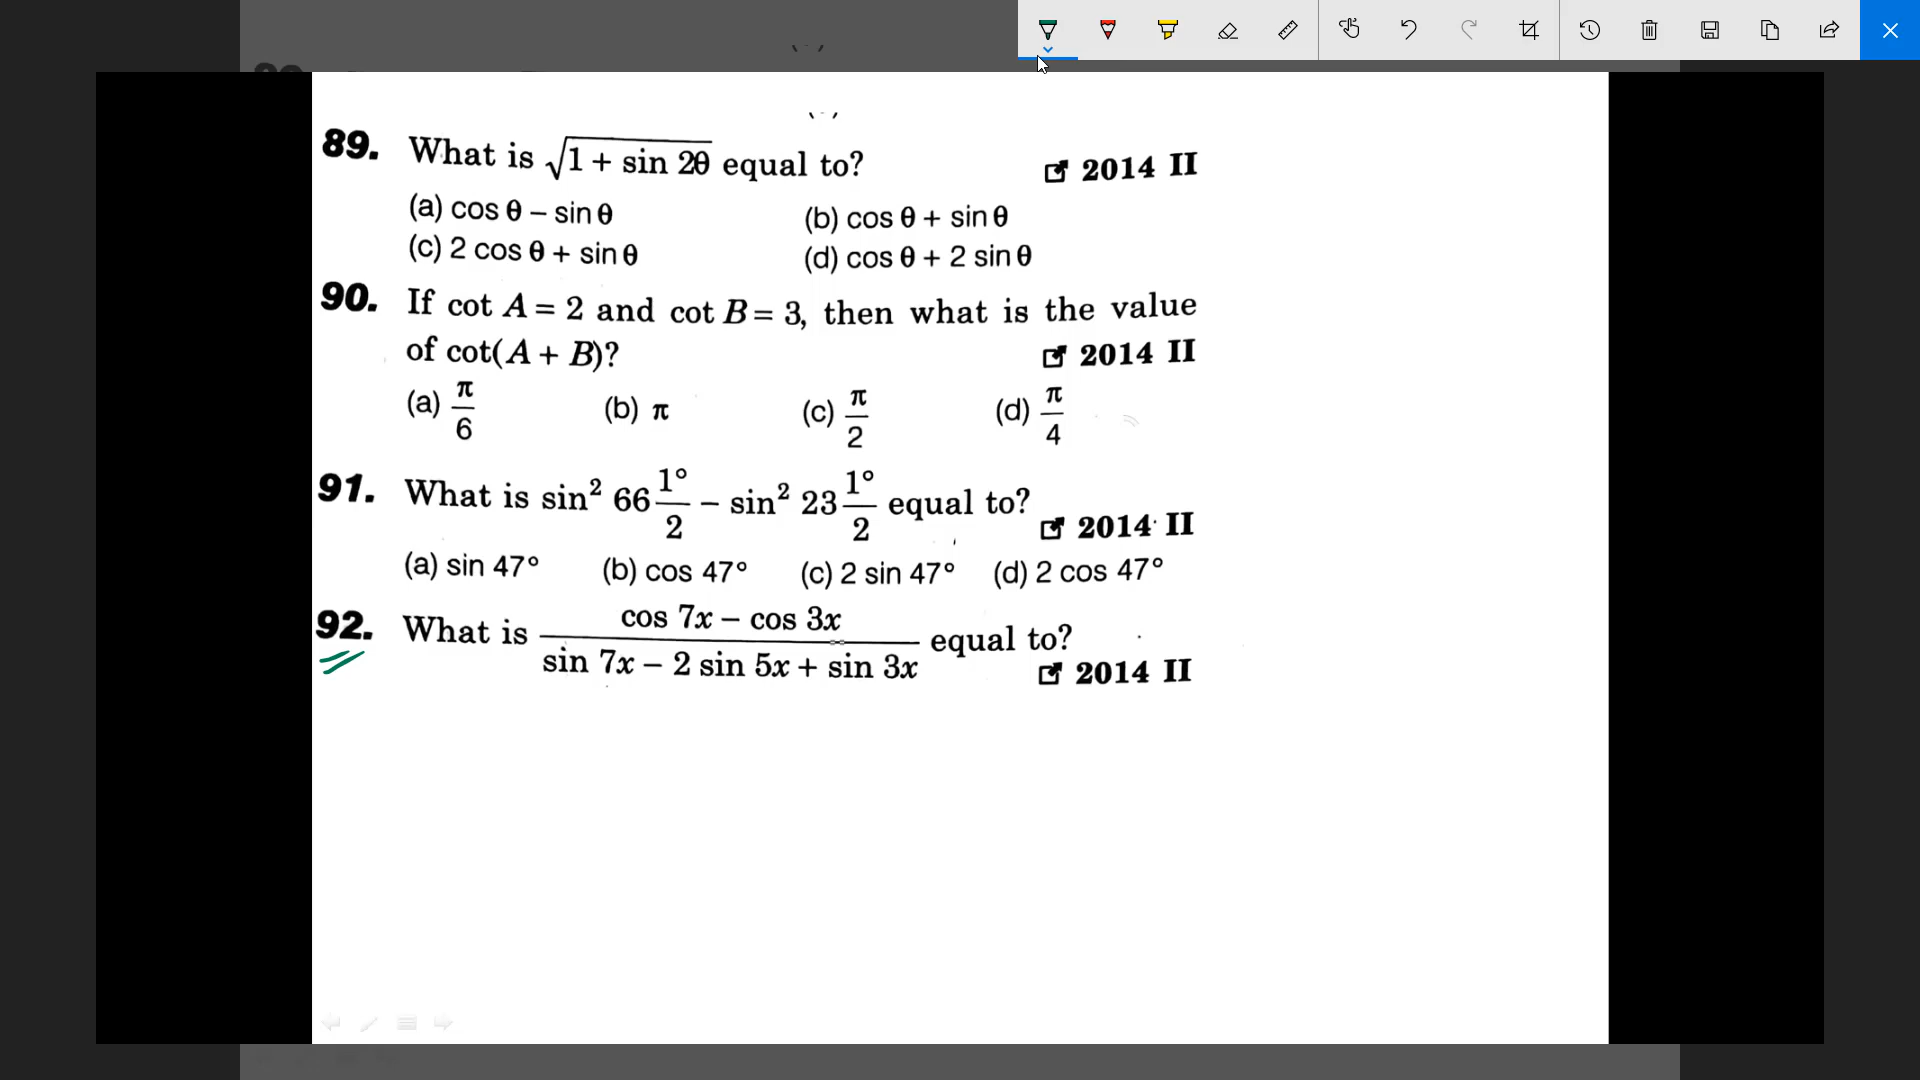 89. What is √1 + sin 2θ equal to? 2014 II
(a) cos θ – sin θ (b) cos θ + sin θ
(c) 2 cos θ + sin θ (d) cos θ + 2 sin θ
90. If cot A = 2 and cot B = 3, then what is the value
of cot(A + B)? 2014 II
(a) π/6 (b) π (c) π/2 (d) π/4
91. What is sin² 66 1°/2 – sin² 23 1°/2 equal to?
2014 II
(a) sin 47° (b) cos 47° (c) 2 sin 47° (d) 2 cos 47°
92. What is (cos 7x – cos 3x)/(sin 7x – 2 sin 5x + sin 3x) equal to?
2014 II